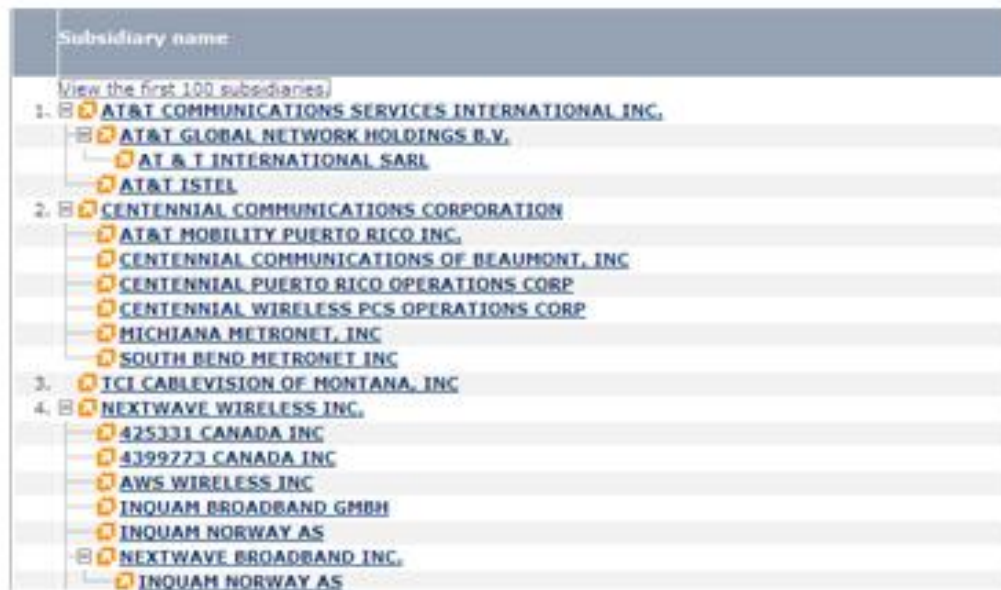 Subsidiary name
View the first 100 subsidiaries.
1. AT&T COMMUNICATIONS SERVICES INTERNATIONAL INC.
AT&T GLOBAL NETWORK HOLDINGS B.V.
AT & T INTERNATIONAL SARL
AT&T ISTEL
2. CENTENNIAL COMMUNICATIONS CORPORATION
AT&T MOBILITY PUERTO RICO INC.
CENTENNIAL COMMUNICATIONS OF BEAUMONT, INC
CENTENNIAL PUERTO RICO OPERATIONS CORP
CENTENNIAL WIRELESS PCS OPERATIONS CORP
MICHIANA METRONET, INC
SOUTH BEND METRONET INC
3. TCI CABLEVISION OF MONTANA, INC
4. NEXTWAVE WIRELESS INC.
425331 CANADA INC
4399773 CANADA INC
AWS WIRELESS INC
INQUAM BROADBAND GMBH
INQUAM NORWAY AS
NEXTWAVE BROADBAND INC.
INQUAM NORWAY AS